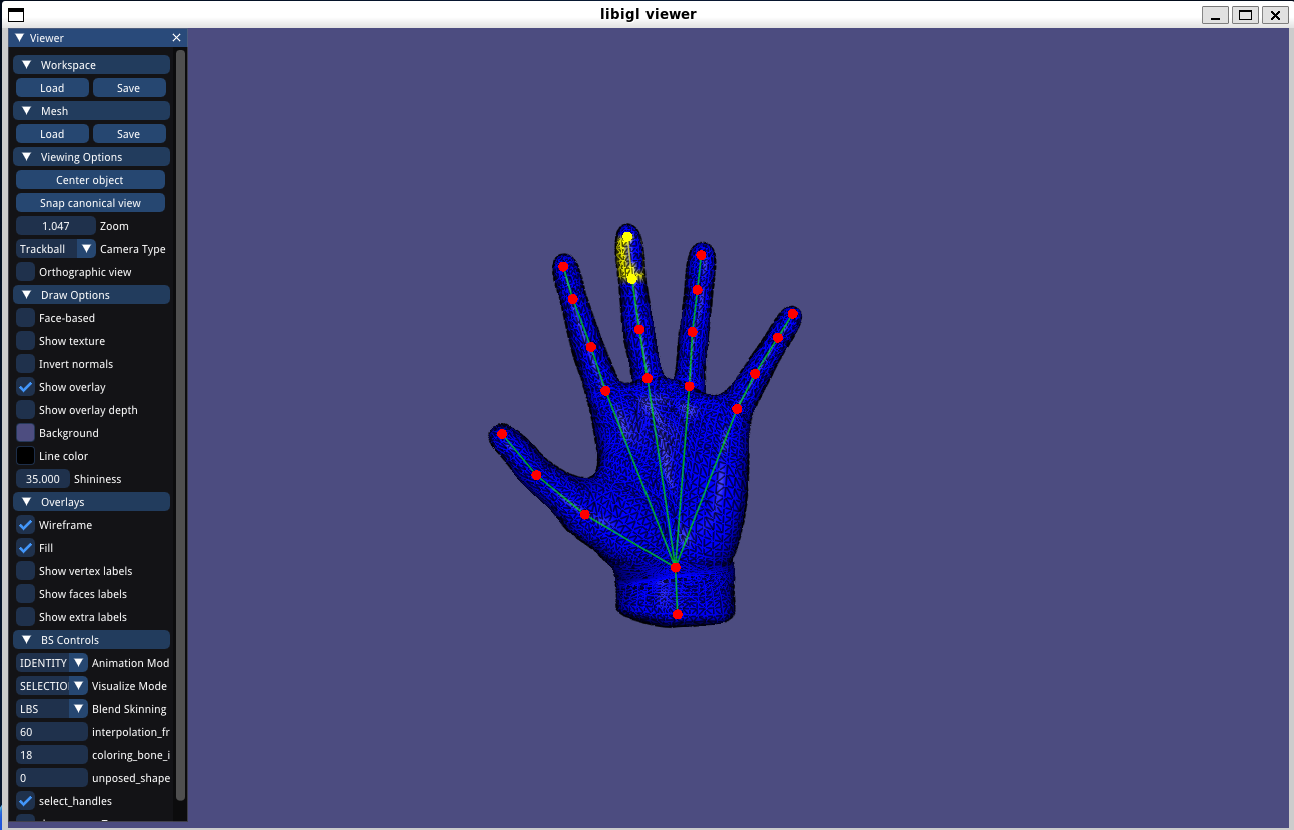 libigl viewer
Viewer
Workspace
Load Save
Mesh
Load Save
Viewing Options
Center object
Snap canonical view
1.047 Zoom
Trackball Camera Type
Orthographic view
Draw Options
Face-based
Show texture
Invert normals
Show overlay
Show overlay depth
Background
Line color
35.000 Shininess
Overlays
Wireframe
Fill
Show vertex labels
Show faces labels
Show extra labels
BS Controls
IDENTITY Animation Mod
SELECTIO Visualize Mode
LBS Blend Skinning
60 interpolation_fr
18 coloring_bone_i
0 unposed_shape
select_handles